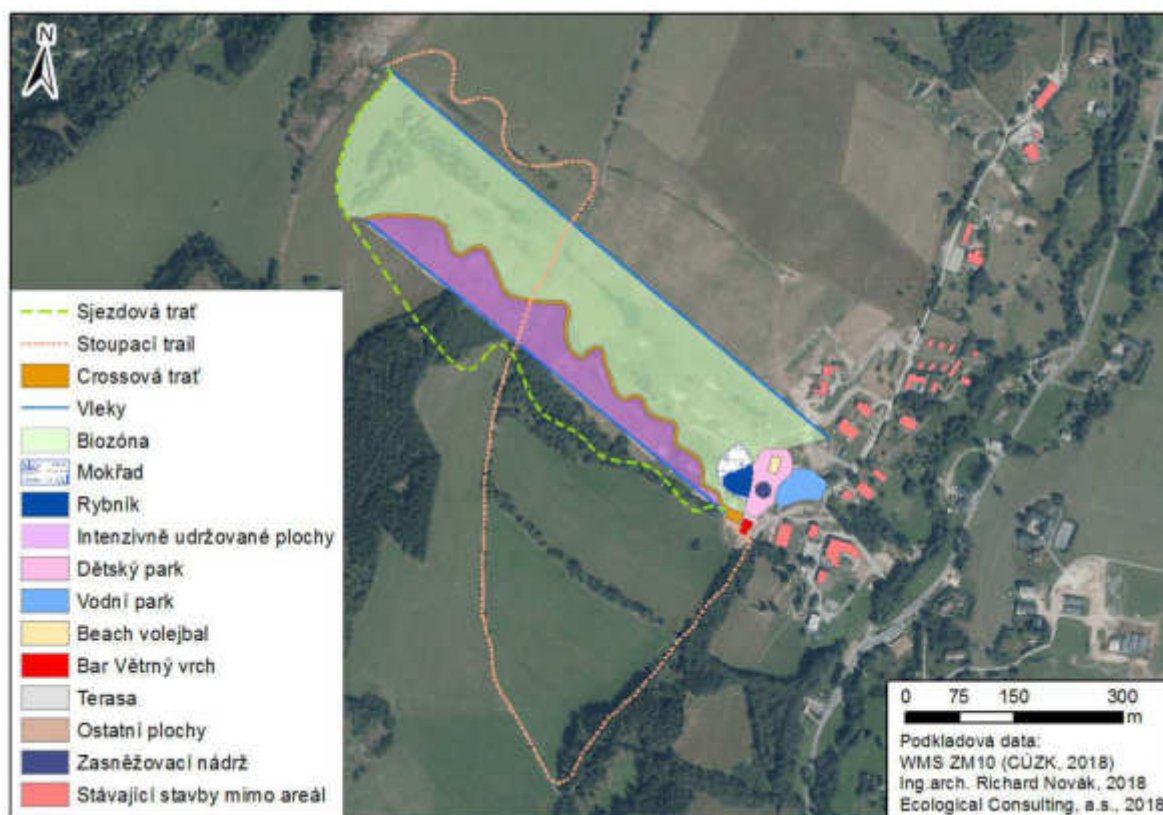 N
Sjezdová trať
Stoupací trail
Crossová trať
Vleky
Biozóna
Mokřad
Rybník
Intenzivně udržované plochy
Dětský park
Vodní park
Beach volejbal
Bar Větrný vrch
Terasa
Ostatní plochy
Zasněžovací nádrž
Stávající stavby mimo areál
0 75 150 300
m
Podkladová data:
WMS ZM10 (ČÚZK, 2018)
Ing.arch. Richard Novák, 2018
Ecological Consulting, a.s., 2018